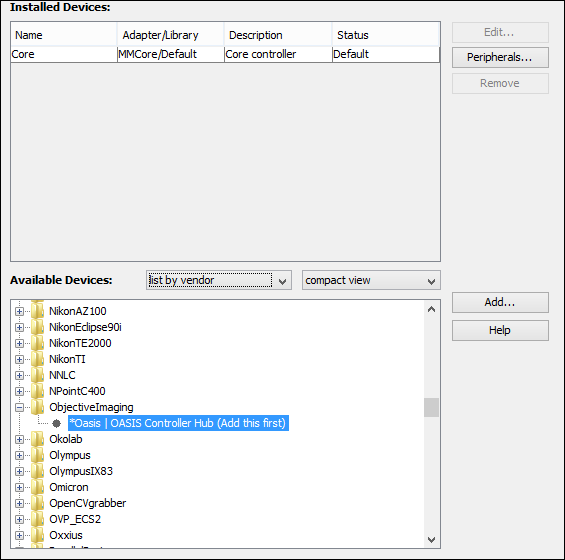 Installed Devices:
Name Adapter/Library Description Status
Core MMCore/Default Core controller Default
Edit...
Peripherals...
Remove
Available Devices: list by vendor compact view
NikonAZ100
NikonEclipse90i
NikonTE2000
NikonTI
NNLC
NPointC400
ObjectiveImaging
*Oasis | OASIS Controller Hub (Add this first)
Okolab
Olympus
OlympusIX83
Omicron
OpenCVgrabber
OVP_ECS2
Oxxius
Add...
Help